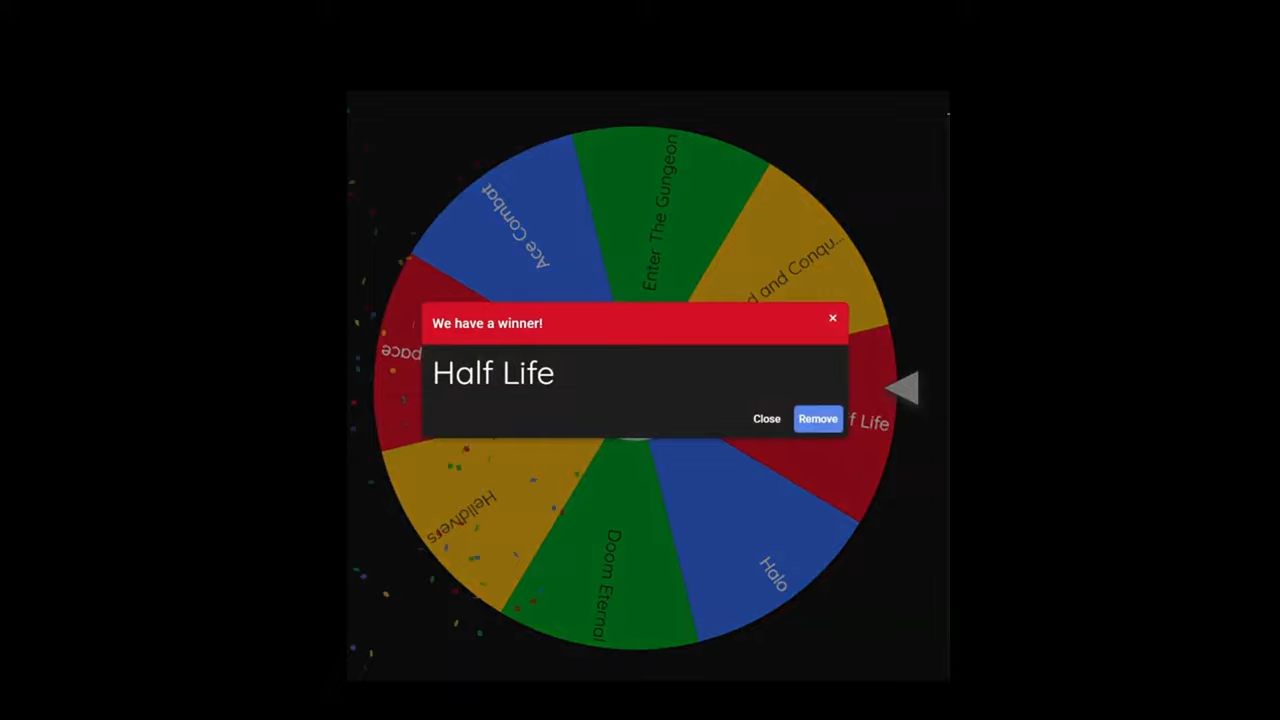 Enter The Gungeon
Ace Combat
d and Conqu...
pace
We have a winner!
×
Half Life
Close
Remove
f Life
Helldivers
Doom Eternal
Halo